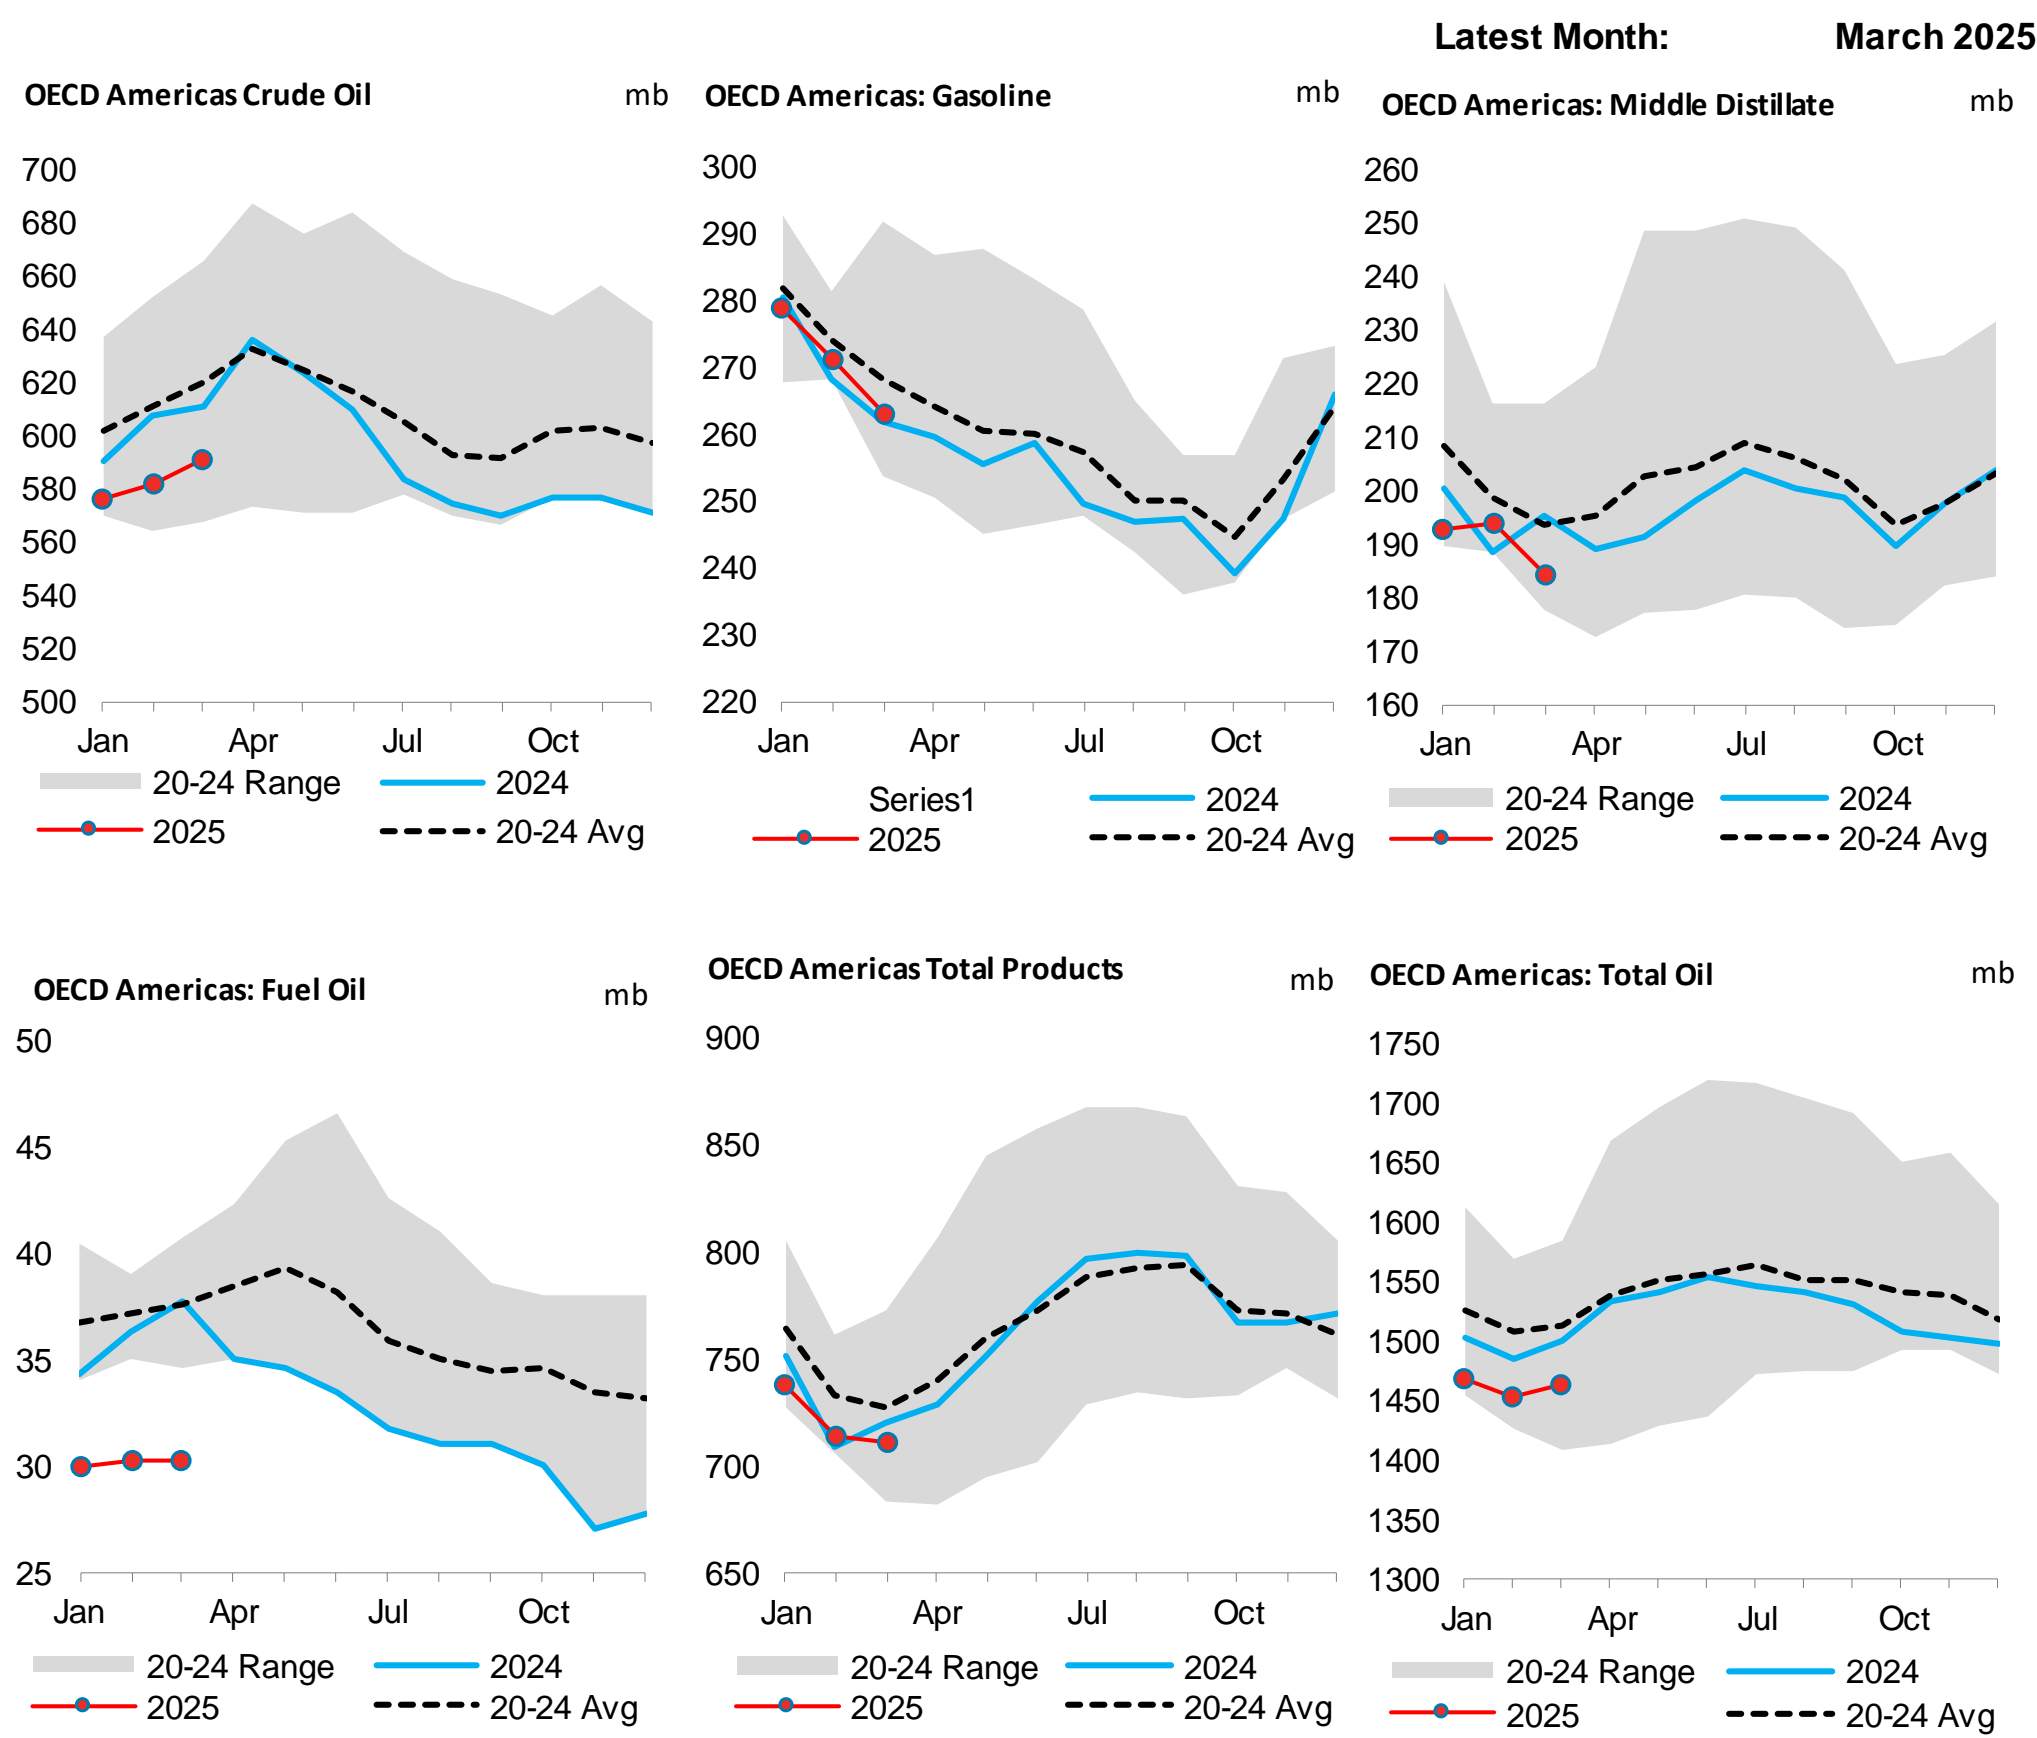 Latest Month: March 2025
OECD Americas Crude Oil mb
700
680
660
640
620
600
580
560
540
520
500
Jan Apr Jul Oct
20-24 Range 2024
2025 20-24 Avg
OECD Americas: Gasoline mb
300
290
280
270
260
250
240
230
220
Jan Apr Jul Oct
Series1 2024
2025 20-24 Avg
OECD Americas: Middle Distillate mb
260
250
240
230
220
210
200
190
180
170
160
Jan Apr Jul Oct
20-24 Range 2024
2025 20-24 Avg
OECD Americas: Fuel Oil mb
50
45
40
35
30
25
Jan Apr Jul Oct
20-24 Range 2024
2025 20-24 Avg
OECD Americas Total Products mb
900
850
800
750
700
650
Jan Apr Jul Oct
20-24 Range 2024
2025 20-24 Avg
OECD Americas: Total Oil mb
1750
1700
1650
1600
1550
1500
1450
1400
1350
1300
Jan Apr Jul Oct
20-24 Range 2024
2025 20-24 Avg